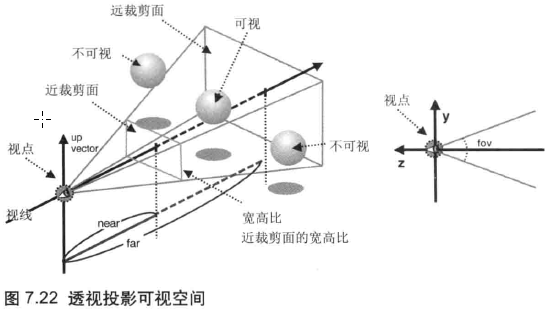 远裁剪面
可视
不可视
近裁剪面
up
vector
视点
视线
near
far
不可视
宽高比
近裁剪面的宽高比
视点
y
z
fov
图 7.22 透视投影可视空间